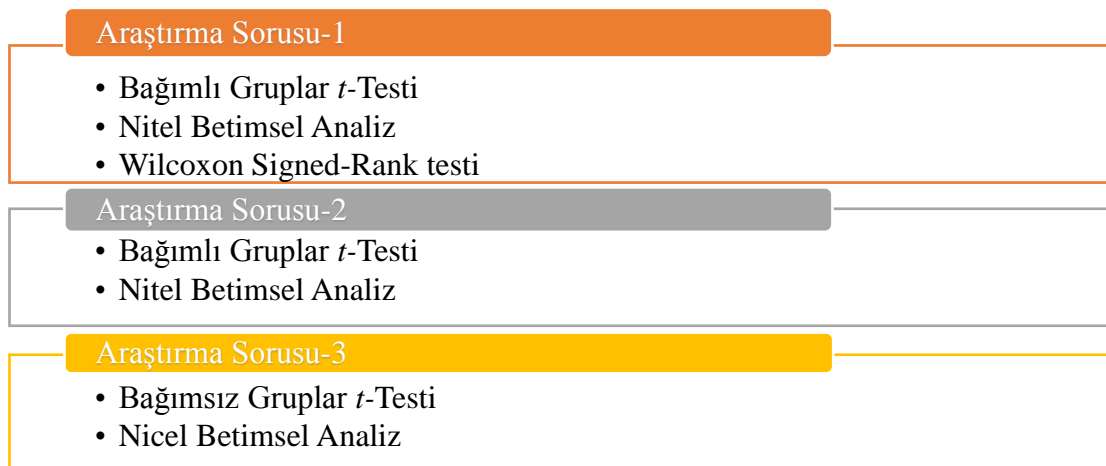 Araştırma Sorusu-1
• Bağımlı Gruplar t-Testi
• Nitel Betimsel Analiz
• Wilcoxon Signed-Rank testi
Araştırma Sorusu-2
• Bağımlı Gruplar t-Testi
• Nitel Betimsel Analiz
Araştırma Sorusu-3
• Bağımsız Gruplar t-Testi
• Nicel Betimsel Analiz